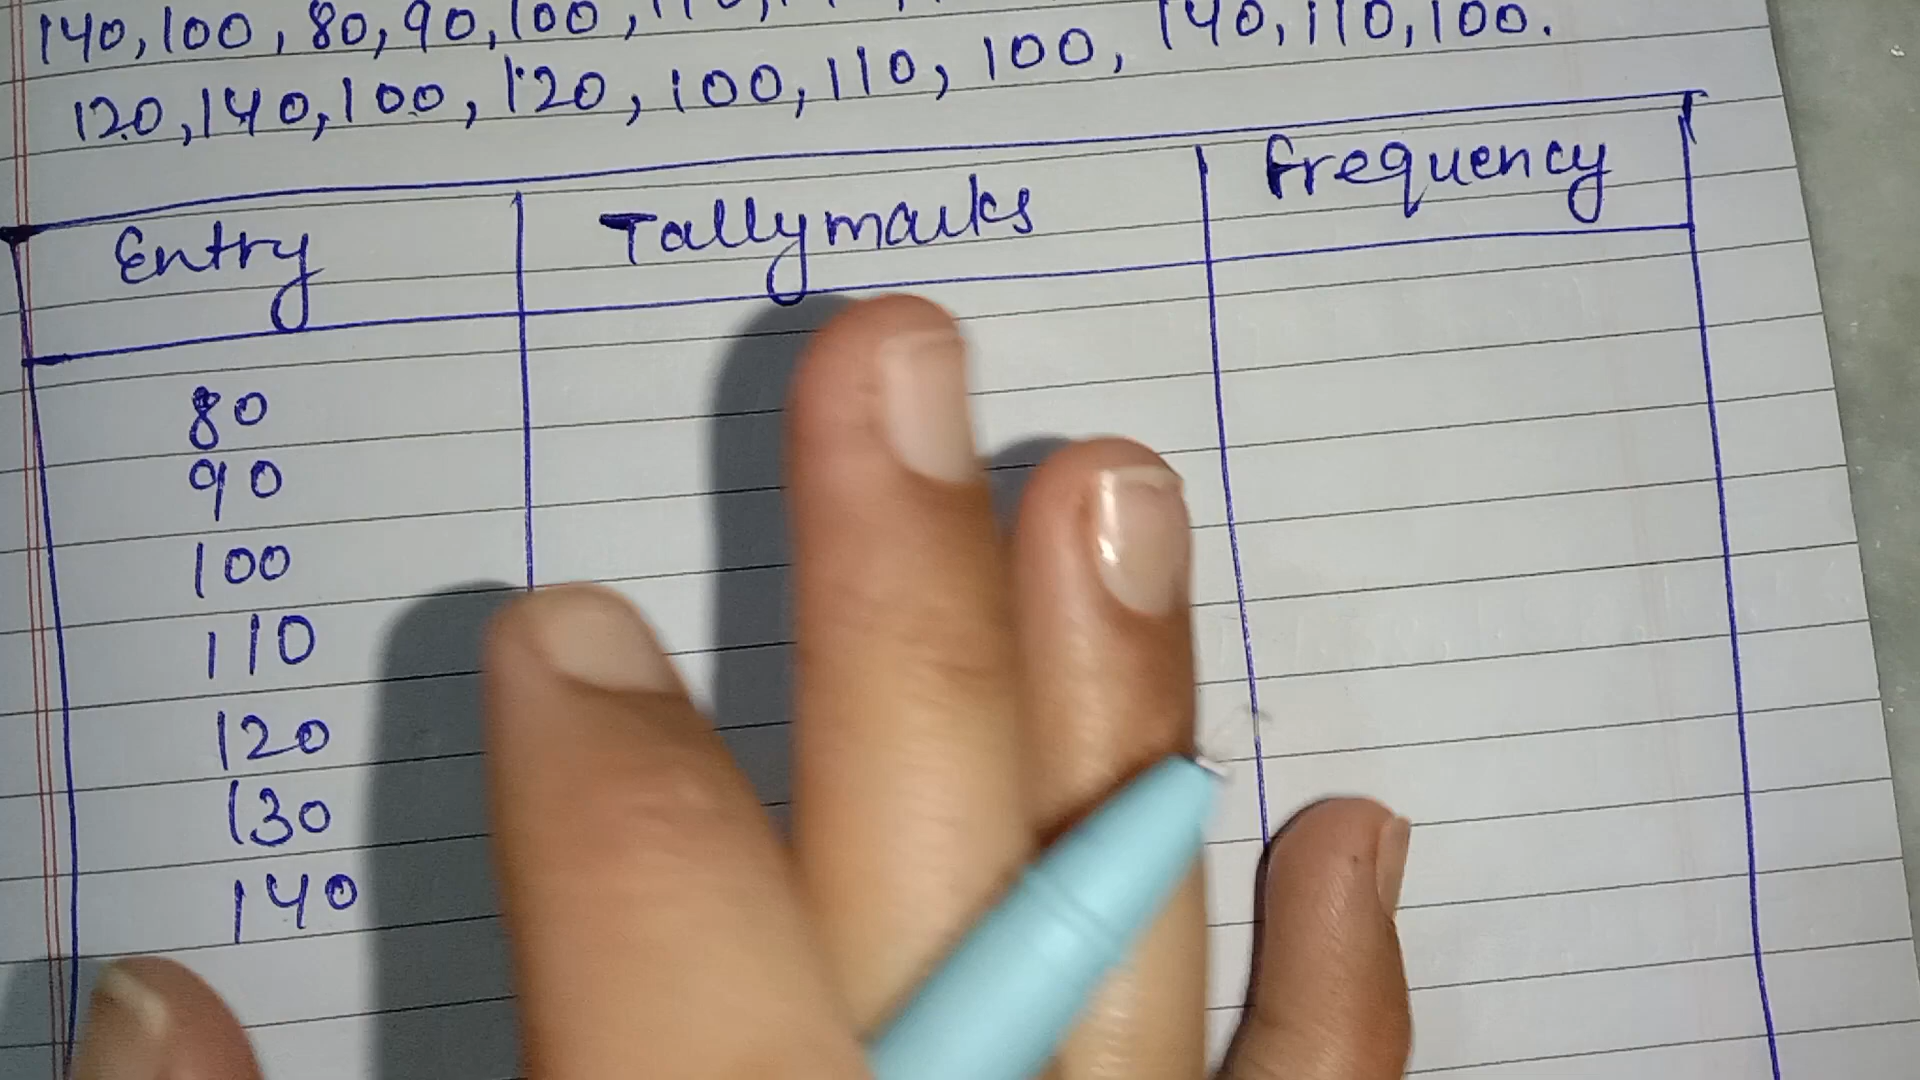 140, 100, 80, 90, 100, 110, 140, 110, 100.
120, 140, 100, 120, 100, 110, 100,
Entry Tallymarks frequency
80
90
100
110
120
130
140